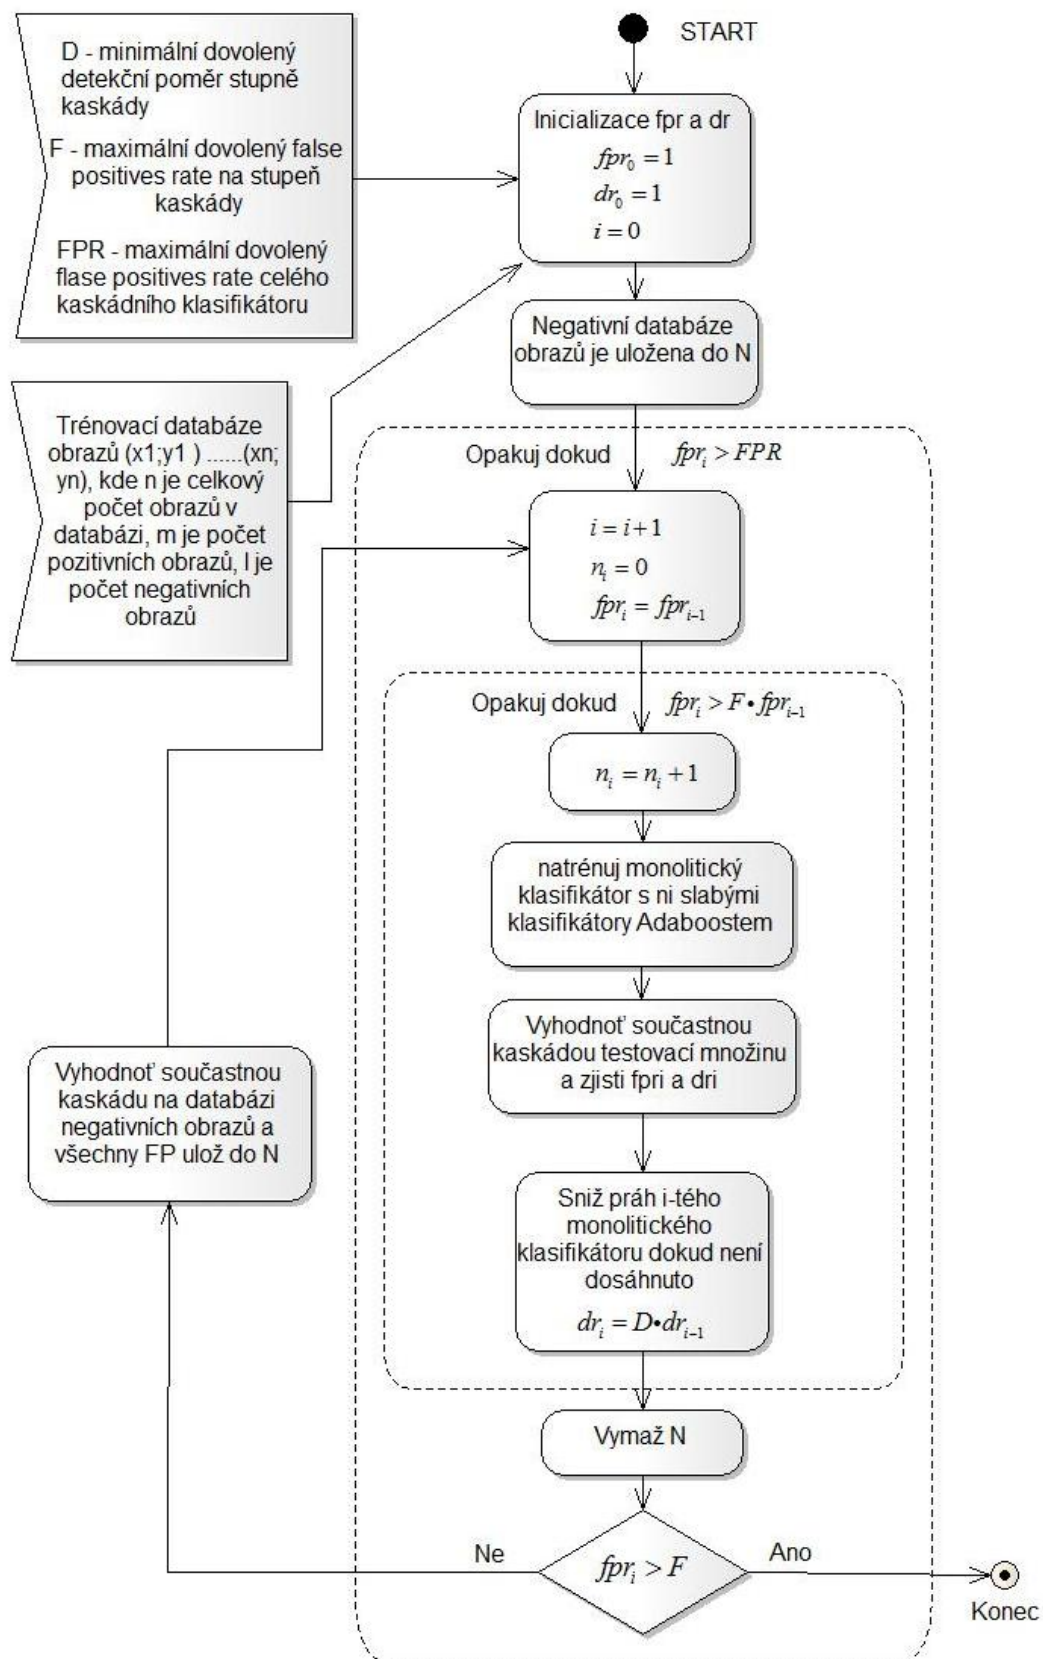 D - minimální dovolený
detekční poměr stupně
kaskády
F - maximální dovolený false
positives rate na stupeň
kaskády
FPR - maximální dovolený
flase positives rate celého
kaskádního klasifikátoru
START
Inicializace fpr a dr
fpr₀ = 1
dr₀ = 1
i = 0
Negativní databáze
obrazů je uložena do N
Trénovací databáze
obrazů (x1;y1 ) ......(xn;
yn), kde n je celkový
počet obrazů v
databázi, m je počet
pozitivních obrazů, l je
počet negativních
obrazů
Opakuj dokud fprᵢ > FPR
i = i+1
nᵢ = 0
fprᵢ = fprᵢ₋₁
Opakuj dokud fprᵢ > F • fprᵢ₋₁
nᵢ = nᵢ +1
natrénuj monolitický
klasifikátor s ni slabými
klasifikátory Adaboostem
Vyhodnoť součastnou
kaskádou testovací množinu
a zjisti fpri a dri
Sniž práh i-tého
monolitického
klasifikátoru dokud není
dosáhnuto
drᵢ = D•drᵢ₋₁
Vyhodnoť součastnou
kaskádu na databázi
negativních obrazů a
všechny FP ulož do N
Vymaž N
Ne
fprᵢ > F
Ano
Konec